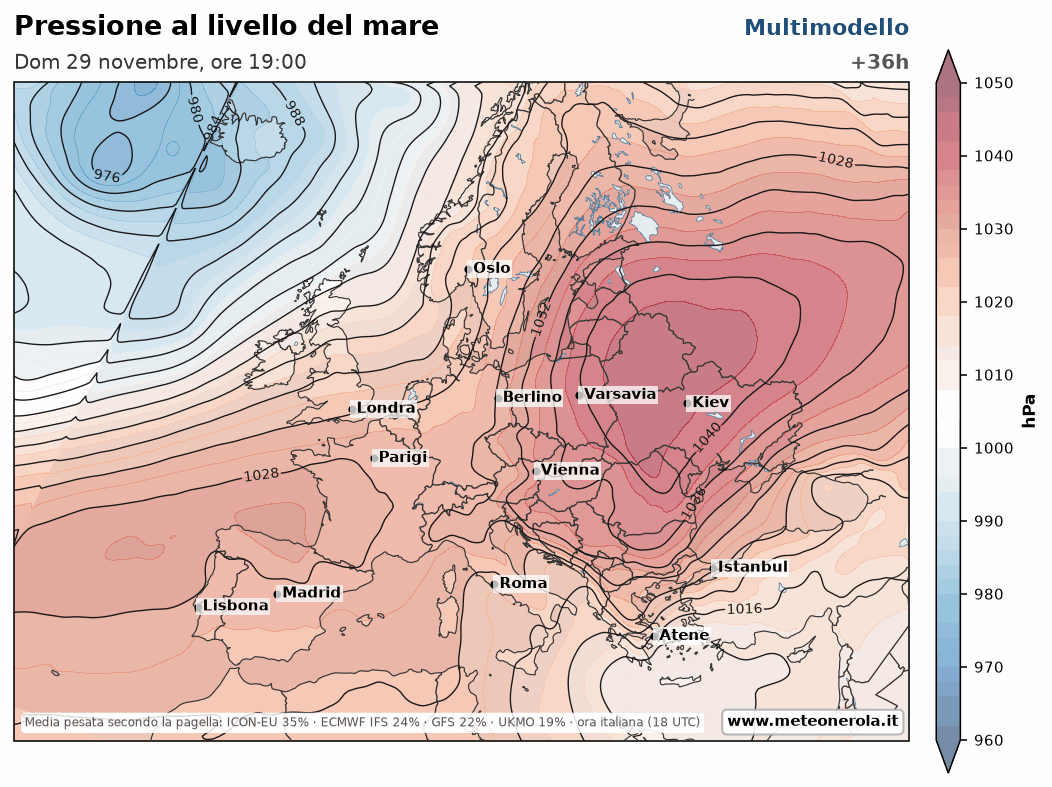 Pressione al livello del mare
Multimodello
Dom 29 novembre, ore 19:00
+36h
980
984
988
976
1028
1050
1040
1030
1020
1010
1000
990
980
970
960
hPa
Oslo
1032
Berlino
Varsavia
Kiev
Londra
1040
Parigi
Vienna
1028
1036
Istanbul
Roma
Madrid
Lisbona
1016
Atene
Media pesata secondo la pagella: ICON-EU 35% · ECMWF IFS 24% · GFS 22% · UKMO 19% · ora italiana (18 UTC)
www.meteonerola.it